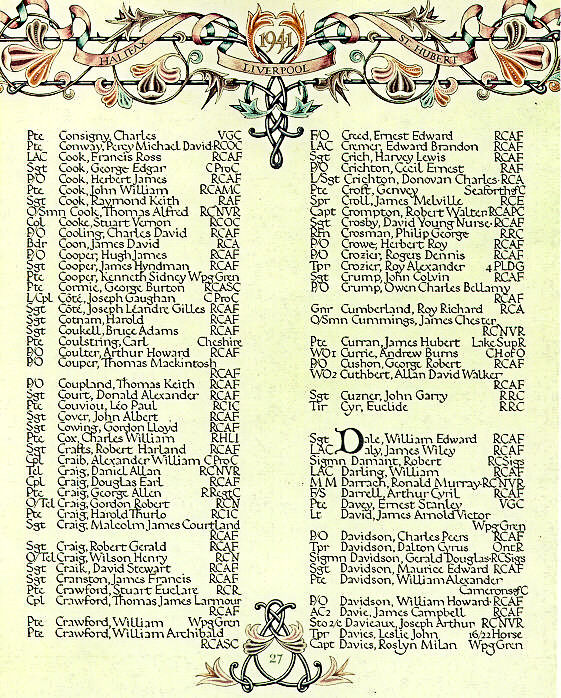 HALIFAX
1941
LIVERPOOL
ST. HUBERT
Pte Consigny, Charles VGC
Pte Conway, Percy Michael David RCOC
LAC Cook, Francis Ross RCAF
Sgt Cook, George Edgar C ProC
P/O Cook, Herbert James RCAF
Pte Cook, John William RCAMC
Sgt Cook, Raymond Keith RAF
O/Smn Cook, Thomas Alfred RCNVR
Cpl Cooke, Stuart Vernon RCOC
P/O Cooling, Charles David RCAF
Bdr Coon, James David RCA
P/O Cooper, Hugh James RCAF
Sgt Cooper, James Hyndman RCAF
Pte Cooper, Kenneth Sidney WpgGren
Pte Cormie, George Burton RCASC
L/Cpl Côté, Joseph Gaughan C ProC
Sgt Côté, Joseph Léandre Gilles RCAF
Sgt Cotnam, Harold RCAF
Sgt Coukell, Bruce Adams RCAF
Pte Coulstring, Carl Cheshire
P/O Coulter, Arthur Howard RCAF
P/O Couper, Thomas Mackintosh
RCAF
P/O Coupland, Thomas Keith RCAF
Sgt Court, Donald Alexander RCAF
Pte Couviou, Léo Paul RCIC
Sgt Cover, John Albert RCAF
Sgt Cowing, Gordon Lloyd RCAF
Pte Cox, Charles William RHLI
Sgt Crafts, Robert Harland RCAF
Cpl Craib, Alexander William C ProC
Tel Craig, Daniel Allan RCNVR
Cpl Craig, Douglas Earl RCAF
Pte Craig, George Allen RRegtC
O/Tel Craig, Gordon Robert RCN
Pte Craig, Harold Thurlo RCIC
Sgt Craig, Malcolm James Courtland
RCAF
Sgt Craig, Robert Gerald RCAF
O/Tel Craig, Wilson Henry RCN
Sgt Craik, David Stewart RCAF
Sgt Cranston, James Francis RCAF
Pte Crawford, Stuart Euclare RCR
Cpl Crawford, Thomas James Larmour
RCAF
Pte Crawford, William WpgGren
Pte Crawford, William Archibald
RCASC
F/O Creed, Ernest Edward RCAF
LAC Cremer, Edward Brandon RCAF
Sgt Crich, Harvey Lewis RCAF
P/O Crichton, Cecil Ernest RAF
L/Sgt Crichton, Donovan Charles RCA
Pte Croft, Genvey SeaforthofC
Spr Croll, James Melville RCE
Capt Crompton, Robert Walter RCAPC
Sgt Crosby, David Young Nurse RCAF
Rfn Crosman, Philip George RRC
P/O Crowe, Herbert Roy RCAF
P/O Crozier, Rogers Dennis RCAF
Tpr Crozier, Roy Alexander 4 PLDG
Sgt Crump, John Colvin RCAF
P/O Crump, Owen Charles Bellamy
RCAF
Gnr Cumberland, Roy Richard RCA
O/Smn Cummings, James Chester
RCNVR
Pte Curran, James Hubert LakeSupR
WO1 Currie, Andrew Burns CHofO
P/O Cushon, George Robert RCAF
WO2 Cuthbert, Allan David Walker
RCAF
Sgt Cuzner, John Garry RRC
Tir Cyr, Euclide RRC
Sgt Dale, William Edward RCAF
LAC Daly, James Wiley RCAF
Sigmn Damant, Robert RCSigs
LAC Darling, William RCAF
M M Darrach, Ronald Murray RCNVR
F/S Darrell, Arthur Cyril RCAF
Pte Davey, Ernest Stanley VGC
Lt David, James Arnold Victor
WpgGren
P/O Davidson, Charles Peers RCAF
Tpr Davidson, Dalton Cyrus OntR
Sigmn Davidson, Gerald Douglas RCSigs
Sgt Davidson, Maurice Edward RCAF
Pte Davidson, William Alexander
CameronsofC
P/O Davidson, William Howard RCAF
AC2 Davie, James Campbell RCAF
Sto2/c Davieaux, Joseph Arthur RCNVR
Tpr Davies, Leslie John 16/22Horse
Capt Davies, Roslyn Milan WpgGren
27